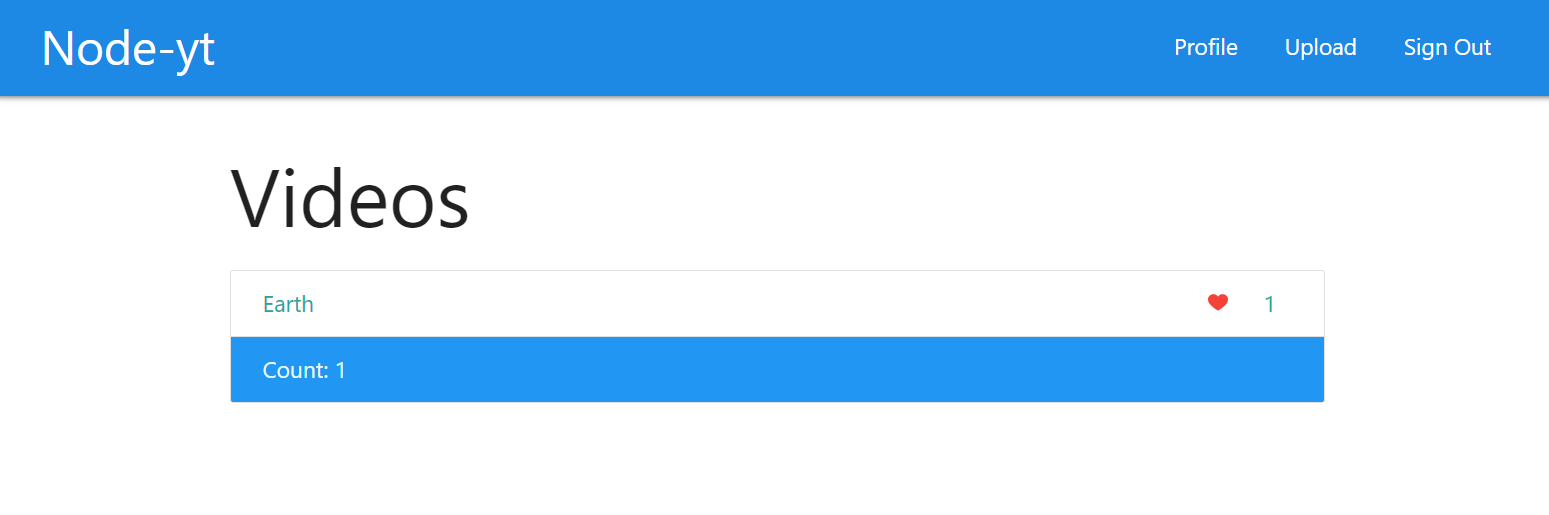 Node-yt Profile Upload Sign Out
Videos
Earth 1
Count: 1